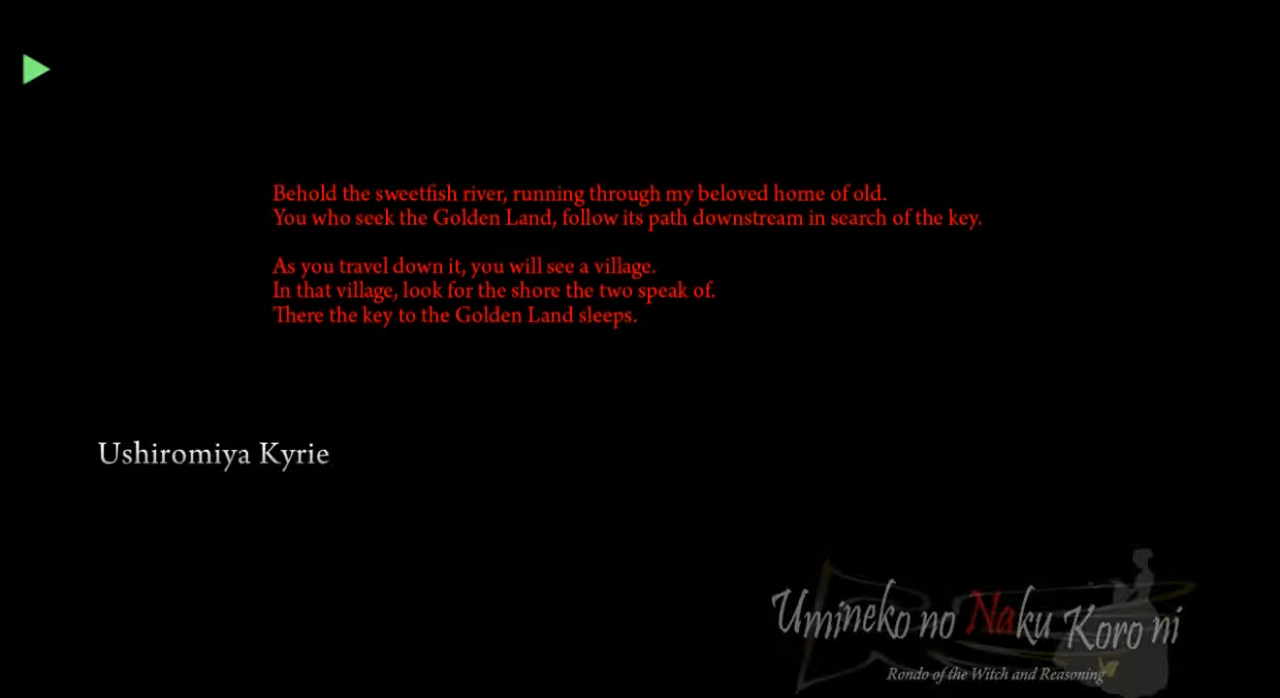 Behold the sweetfish river, running through my beloved home of old.
You who seek the Golden Land, follow its path downstream in search of the key.
As you travel down it, you will see a village.
In that village, look for the shore the two speak of.
There the key to the Golden Land sleeps.
Ushiromiya Kyrie
Umineko no Naku Koro ni
Rondo of the Witch and Reasoning